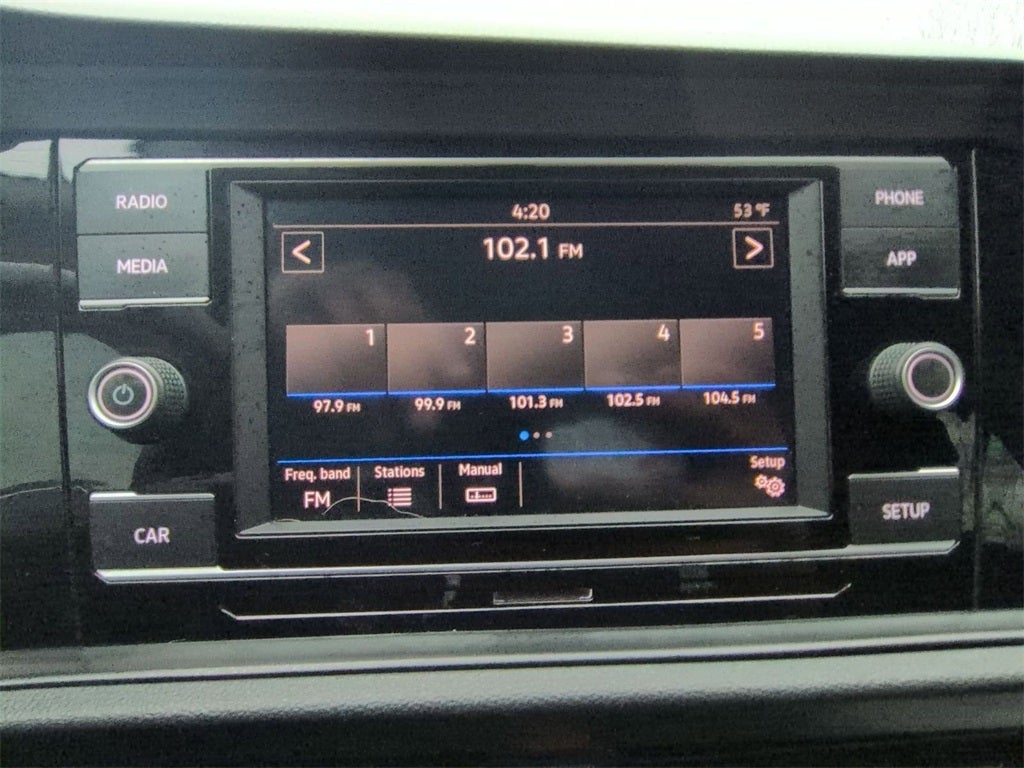 RADIO
MEDIA
4:20
53 °F
<
102.1 FM
>
1
2
3
4
5
97.9 FM
99.9 FM
101.3 FM
102.5 FM
104.5 FM
Freq. band
FM
Stations
Manual
Setup
PHONE
APP
CAR
SETUP